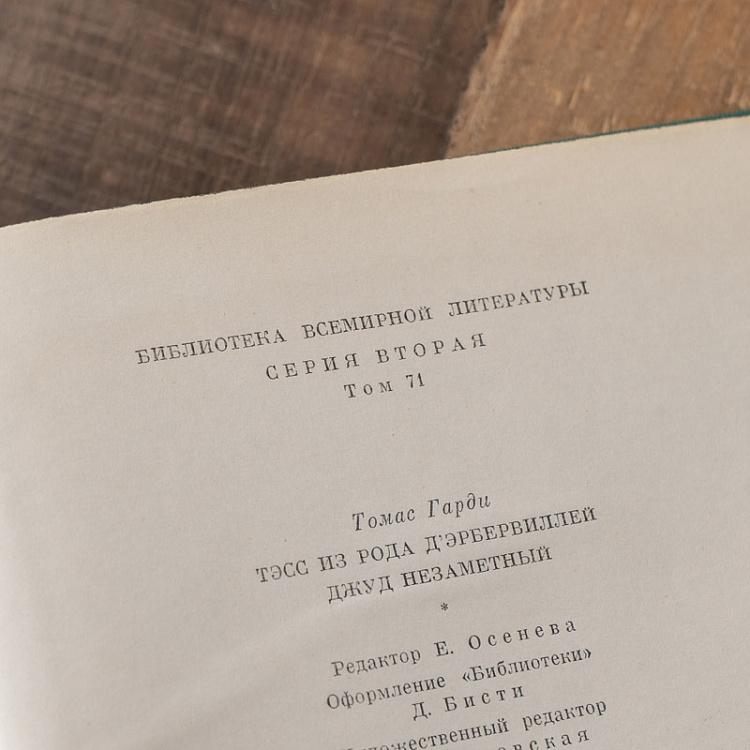 БИБЛИОТЕКА ВСЕМИРНОЙ ЛИТЕРАТУРЫ
СЕРИЯ ВТОРАЯ
Том 71
Томас Гарди
ТЭСС ИЗ РОДА Д'ЭРБЕРВИЛЛЕЙ
ДЖУД НЕЗАМЕТНЫЙ
*
Редактор Е. Осенева
Оформление «Библиотеки»
Д. Бисти
редактор